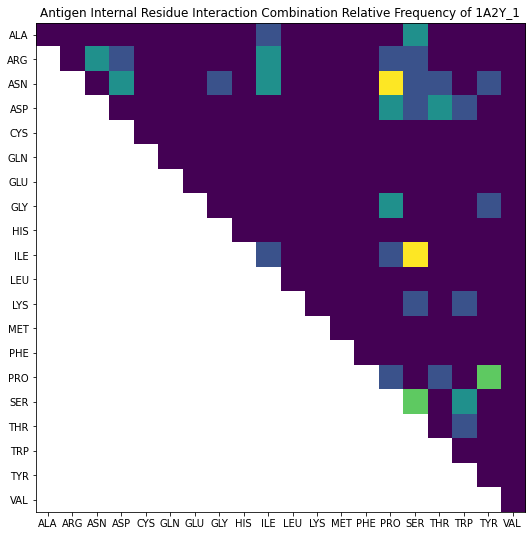 Antigen Internal Residue Interaction Combination Relative Frequency of 1A2Y_1
ALA
ARG
ASN
ASP
CYS
GLN
GLU
GLY
HIS
ILE
LEU
LYS
MET
PHE
PRO
SER
THR
TRP
TYR
VAL
ALA ARG ASN ASP CYS GLN GLU GLY HIS ILE LEU LYS MET PHE PRO SER THR TRP TYR VAL